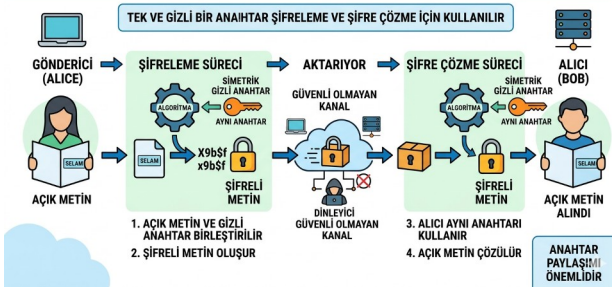 TEK VE GİZLİ BİR ANAHTAR ŞİFRELEME VE ŞİFRE ÇÖZME İÇİN KULLANILIR
GÖNDERİCİ
(ALICE)
ŞİFRELEME SÜRECİ
AKTARIYOR
ŞİFRE ÇÖZME SÜRECİ
ALICI
(BOB)
SELAM
AÇIK METİN
ALGORİTMA
SİMETRİK
GİZLİ ANAHTAR
AYNI ANAHTAR
SELAM
X9b$f
x9b$f
ŞİFRELİ
METİN
1. AÇIK METİN VE GİZLİ
ANAHTAR BİRLEŞTİRİLİR
2. ŞİFRELİ METİN OLUŞUR
GÜVENLİ OLMAYAN
KANAL
DİNLEYİCİ
GÜVENLİ OLMAYAN
KANAL
ALGORİTMA
SİMETRİK
GİZLİ ANAHTAR
AYNI ANAHTAR
ŞİFRELİ
METİN
3. ALICI AYNI ANAHTARI
KULLANIR
4. AÇIK METİN ÇÖZÜLÜR
SELAM
AÇIK METİN
ALINDI
ANAHTAR
PAYLAŞIMI
ÖNEMLİDİR